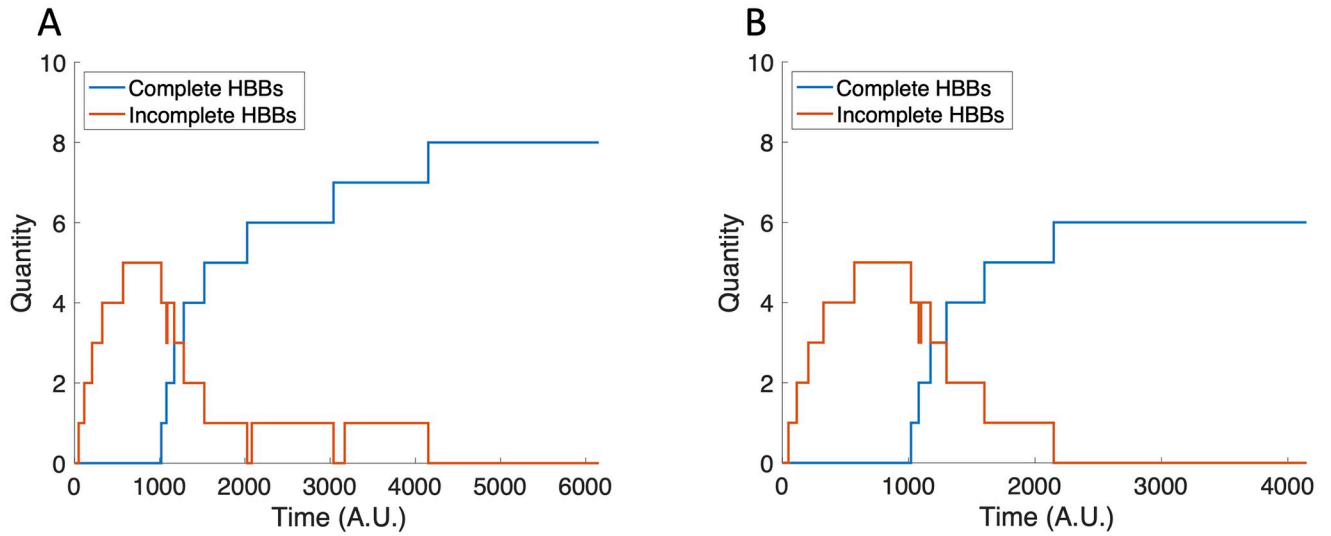 A
10
8
6
4
2
0
Quantity
Complete HBBs
Incomplete HBBs
0 1000 2000 3000 4000 5000 6000
Time (A.U.)
B
10
8
6
4
2
0
Quantity
Complete HBBs
Incomplete HBBs
0 1000 2000 3000 4000
Time (A.U.)